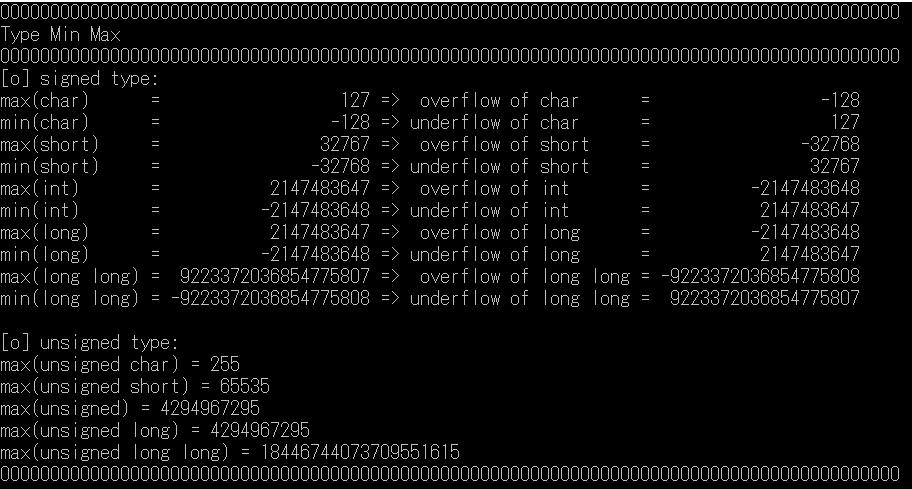 OOOOOOOOOOOOOOOOOOOOOOOOOOOOOOOOOOOOOOOOOOOOOOOOOOOOOOOOOOOOOOOOOOOOOOOOOOOOOOOOOOOOOOOOOO
Type Min Max
OOOOOOOOOOOOOOOOOOOOOOOOOOOOOOOOOOOOOOOOOOOOOOOOOOOOOOOOOOOOOOOOOOOOOOOOOOOOOOOOOOOOOOOOOO
[o] signed type:
max(char)      =                  127 =>  overflow of char      =                 -128
min(char)      =                 -128 => underflow of char      =                  127
max(short)     =                32767 =>  overflow of short     =               -32768
min(short)     =               -32768 => underflow of short     =                32767
max(int)       =           2147483647 =>  overflow of int       =          -2147483648
min(int)       =          -2147483648 => underflow of int       =           2147483647
max(long)      =           2147483647 =>  overflow of long      =          -2147483648
min(long)      =          -2147483648 => underflow of long      =           2147483647
max(long long) =  9223372036854775807 =>  overflow of long long = -9223372036854775808
min(long long) = -9223372036854775808 => underflow of long long =  9223372036854775807
[o] unsigned type:
max(unsigned char) = 255
max(unsigned short) = 65535
max(unsigned) = 4294967295
max(unsigned long) = 4294967295
max(unsigned long long) = 18446744073709551615
OOOOOOOOOOOOOOOOOOOOOOOOOOOOOOOOOOOOOOOOOOOOOOOOOOOOOOOOOOOOOOOOOOOOOOOOOOOOOOOOOOOOOOOOOO